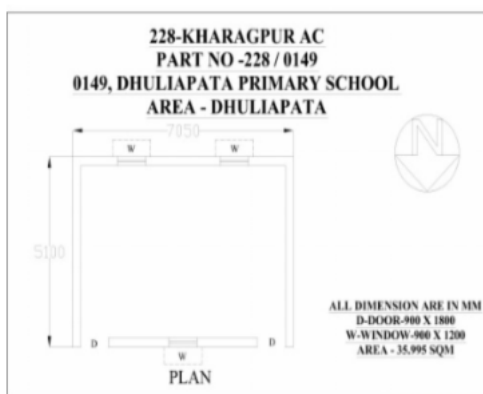 228-KHARAGPUR AC
PART NO -228 / 0149
0149, DHULIAPATA PRIMARY SCHOOL
AREA - DHULIAPATA
7050
W W
N
5100
ALL DIMENSION ARE IN MM
D-DOOR-900 X 1800
W-WINDOW-900 X 1200
AREA - 35.995 SQM
D D
W
PLAN